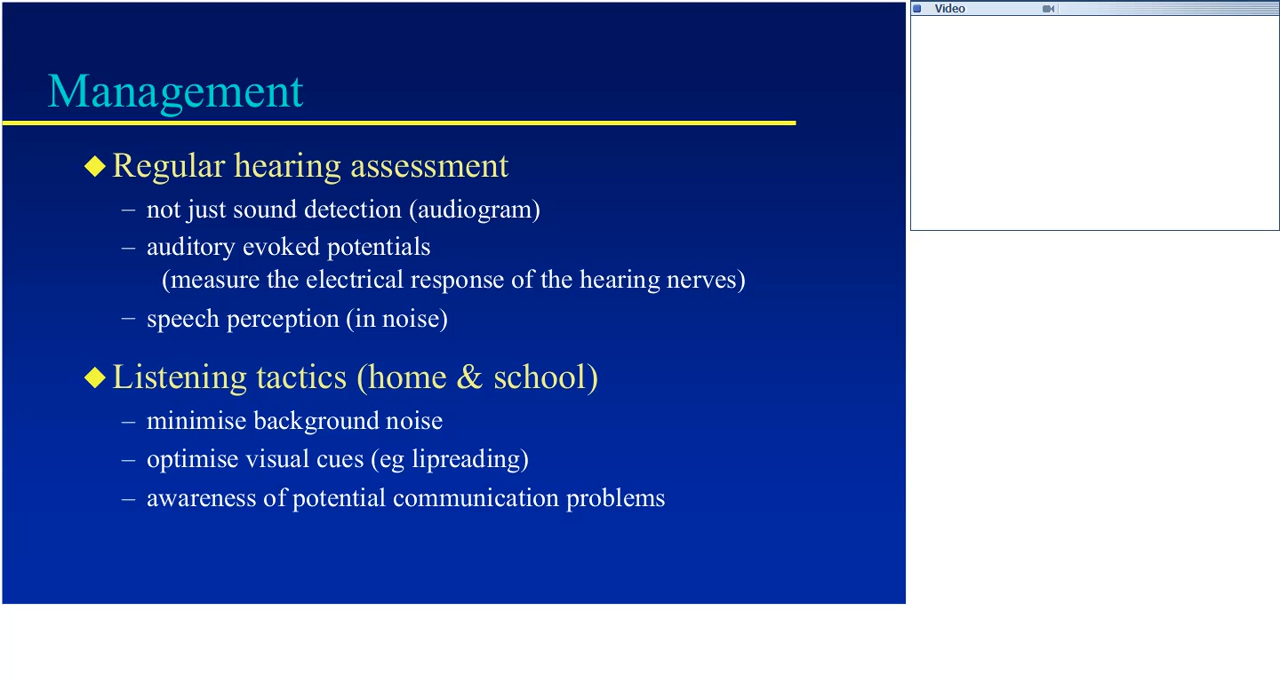 Management
Regular hearing assessment
– not just sound detection (audiogram)
– auditory evoked potentials
(measure the electrical response of the hearing nerves)
– speech perception (in noise)
Listening tactics (home & school)
– minimise background noise
– optimise visual cues (eg lipreading)
– awareness of potential communication problems
Video